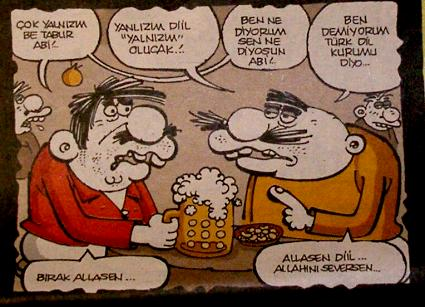 ÇOK YALNIZIM
BE TABUR
ABİ!
YANLIZIM DİİL
"YALNIZIM"
OLUCAK..!
BEN NE
DİYORUM
SEN NE
DİYOSUN
ABİ!
BEN
DEMİYORUM
TÜRK DİL
KURUMU
DİYO...
BIRAK ALLASEN...
ALLASEN DİİL...
ALLAHINI SEVERSEN...